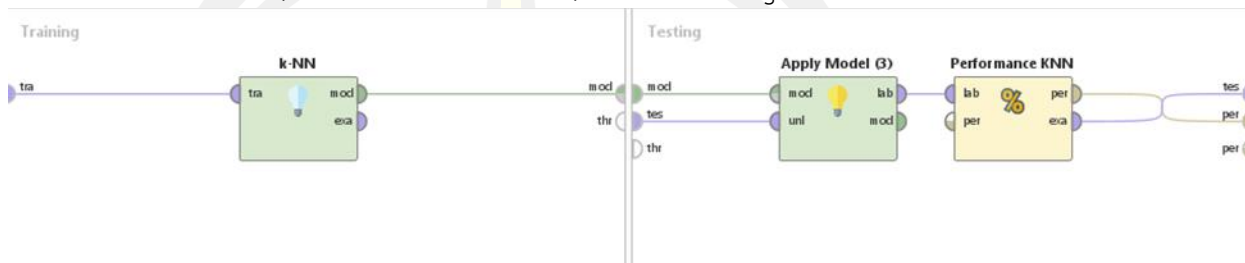 Training
k-NN
tra
tra
mod
exa
mod
thr
Testing
Apply Model (3)
Performance KNN
mod
tes
thr
mod
unl
lab
mod
lab
per
%
per
exa
tes
per
per